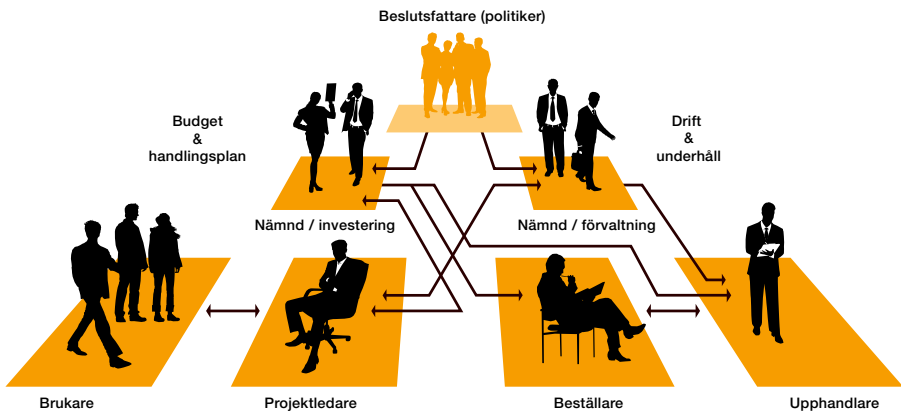 Beslutsfattare (politiker)
Budget
&
handlingsplan
Drift
&
underhåll
Nämnd / investering
Nämnd / förvaltning
Brukare
Projektledare
Beställare
Upphandlare